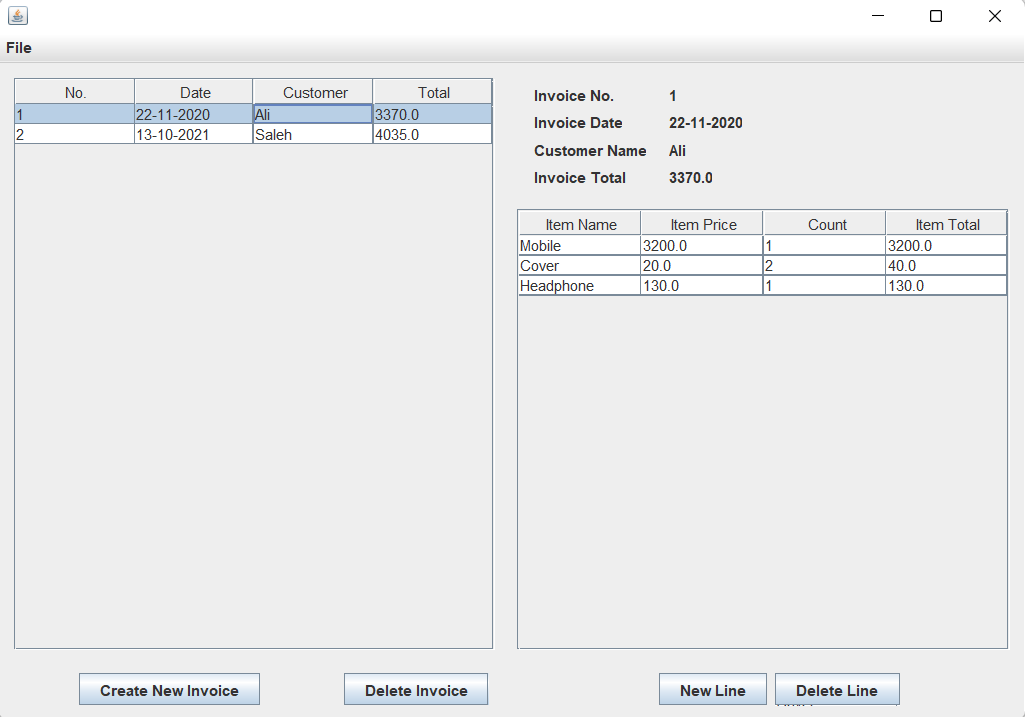 File
No. Date Customer Total
1 22-11-2020 Ali 3370.0
2 13-10-2021 Saleh 4035.0
Invoice No. 1
Invoice Date 22-11-2020
Customer Name Ali
Invoice Total 3370.0
Item Name Item Price Count Item Total
Mobile 3200.0 1 3200.0
Cover 20.0 2 40.0
Headphone 130.0 1 130.0
Create New Invoice Delete Invoice New Line Delete Line